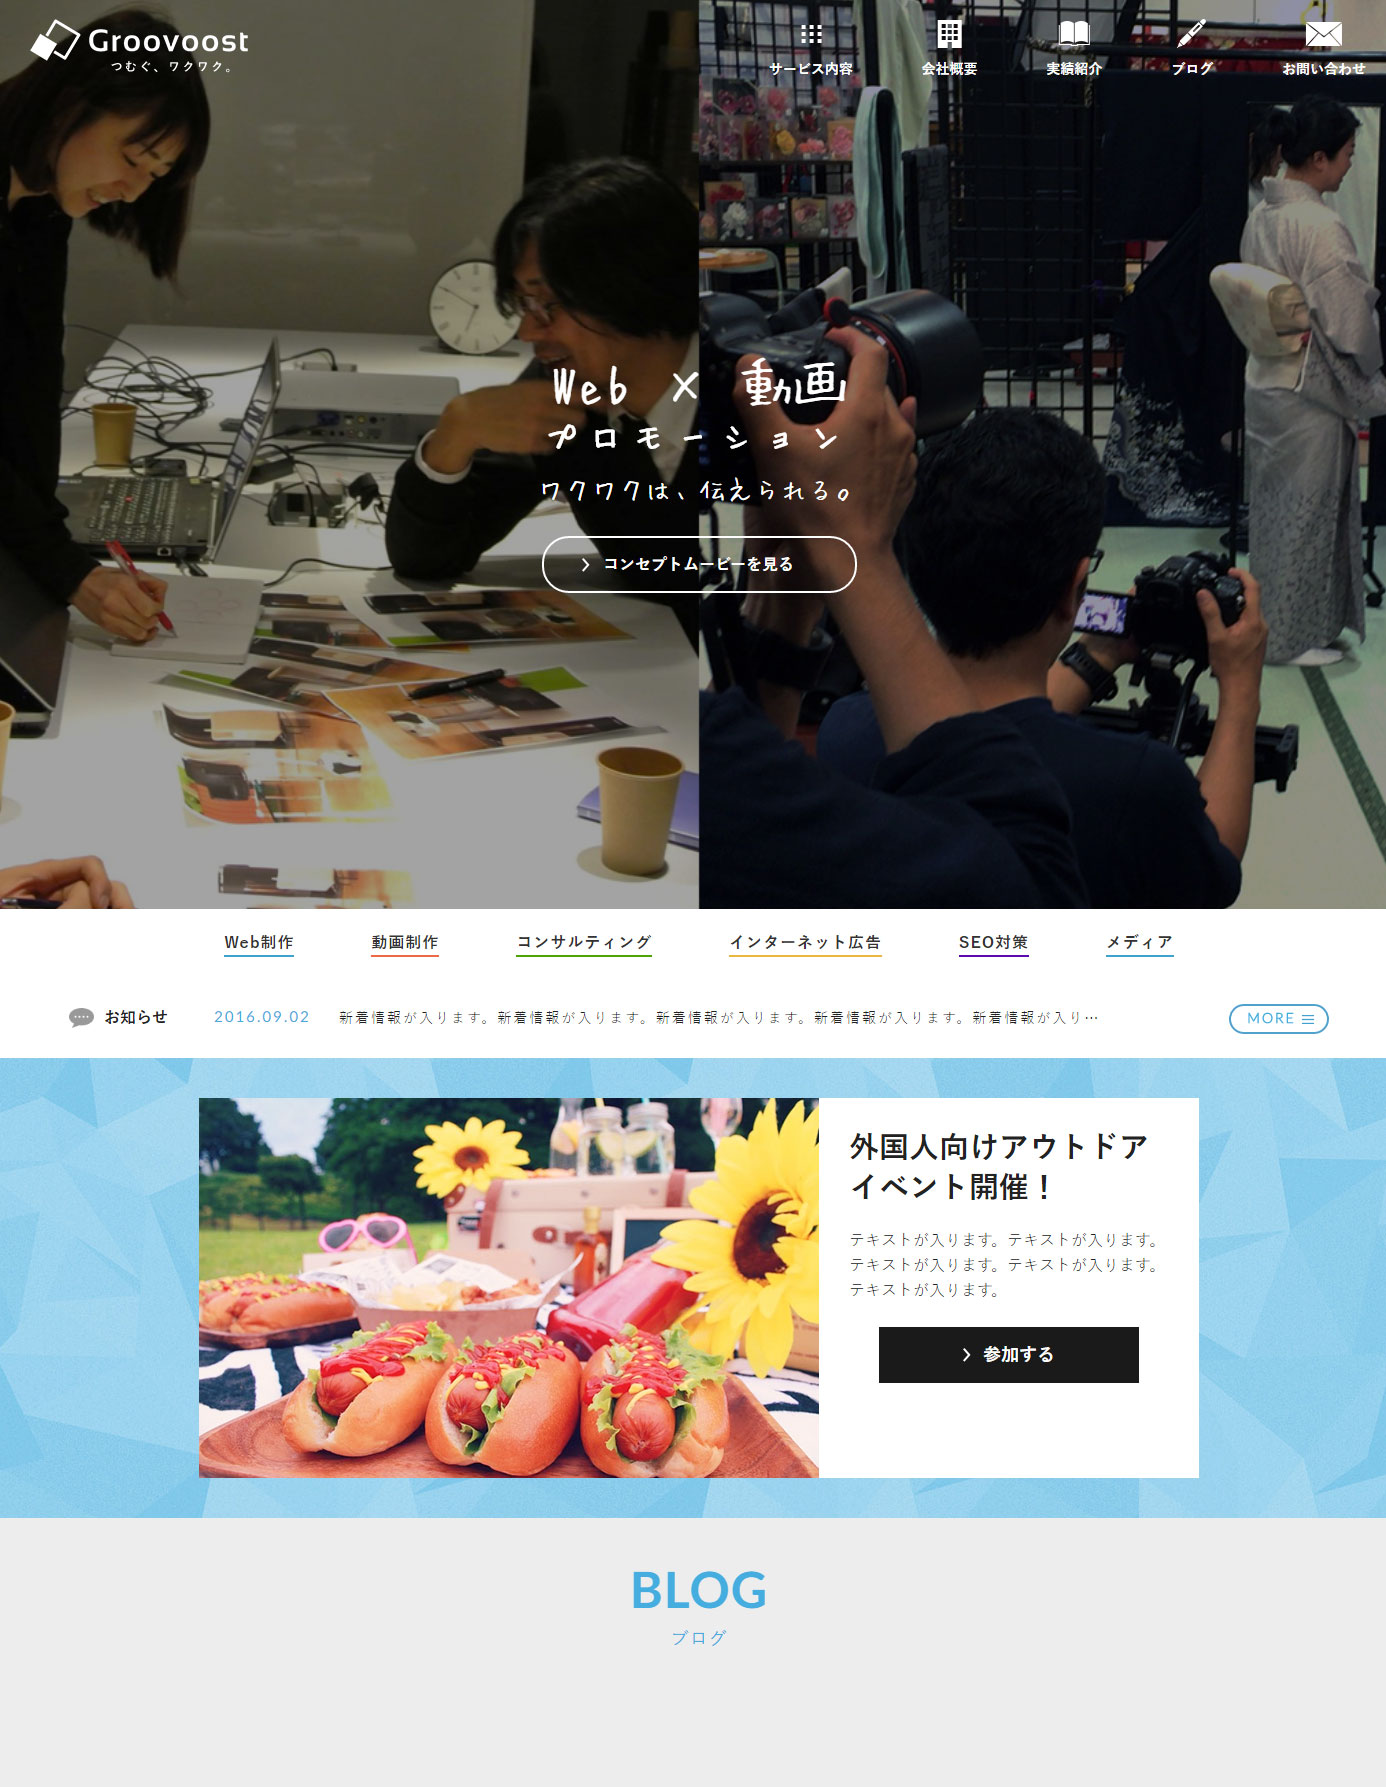 Groovoost
つむぐ、ワクワク。
サービス内容
会社概要
実績紹介
ブログ
お問い合わせ
Web × 動画
プロモーション
ワクワクは、伝えられる。
コンセプトムービーを見る
Web制作
動画制作
コンサルティング
インターネット広告
SEO対策
メディア
お知らせ 2016.09.02 新着情報が入ります。新着情報が入ります。新着情報が入ります。新着情報が入ります。新着情報が入り… MORE
外国人向けアウトドア
イベント開催！
テキストが入ります。テキストが入ります。
テキストが入ります。テキストが入ります。
テキストが入ります。
参加する
BLOG
ブログ